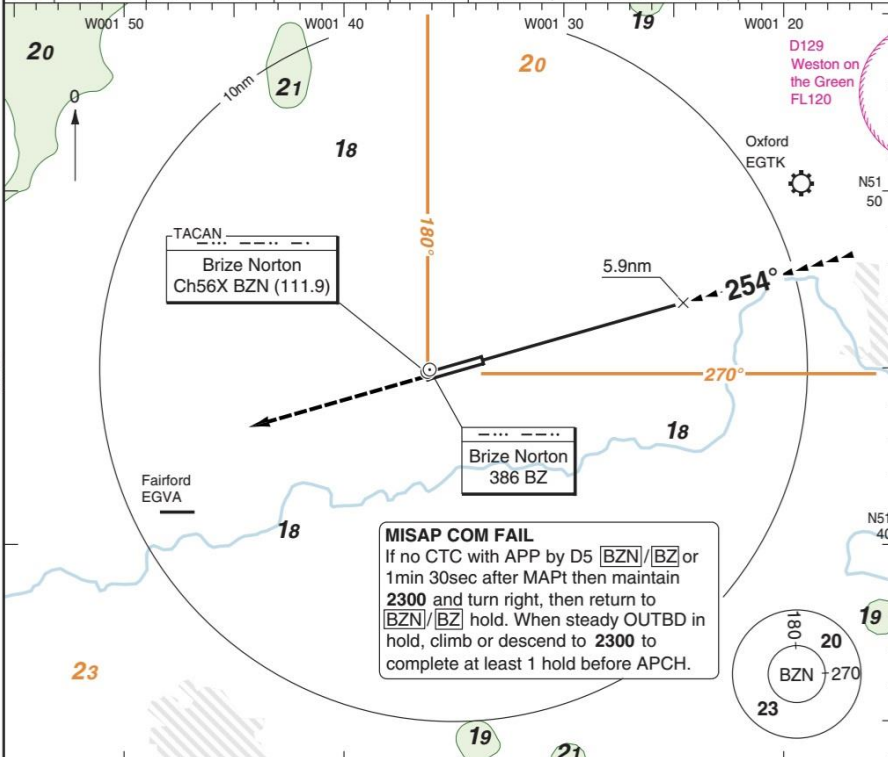 W001 50
W001 40
W001 30
W001 20
19
20
20
D129
Weston on
the Green
FL120
21
10nm
0
18
Oxford
EGTK
N51
50
180°
TACAN
Brize Norton
Ch56X BZN (111.9)
5.9nm
254°
270°
Brize Norton
386 BZ
18
Fairford
EGVA
18
N51
40
MISAP COM FAIL
If no CTC with APP by D5 BZN/BZ or
1min 30sec after MAPt then maintain
2300 and turn right, then return to
BZN/BZ hold. When steady OUTBD in
hold, climb or descend to 2300 to
complete at least 1 hold before APCH.
19
180
20
BZN
270
23
23
19
21